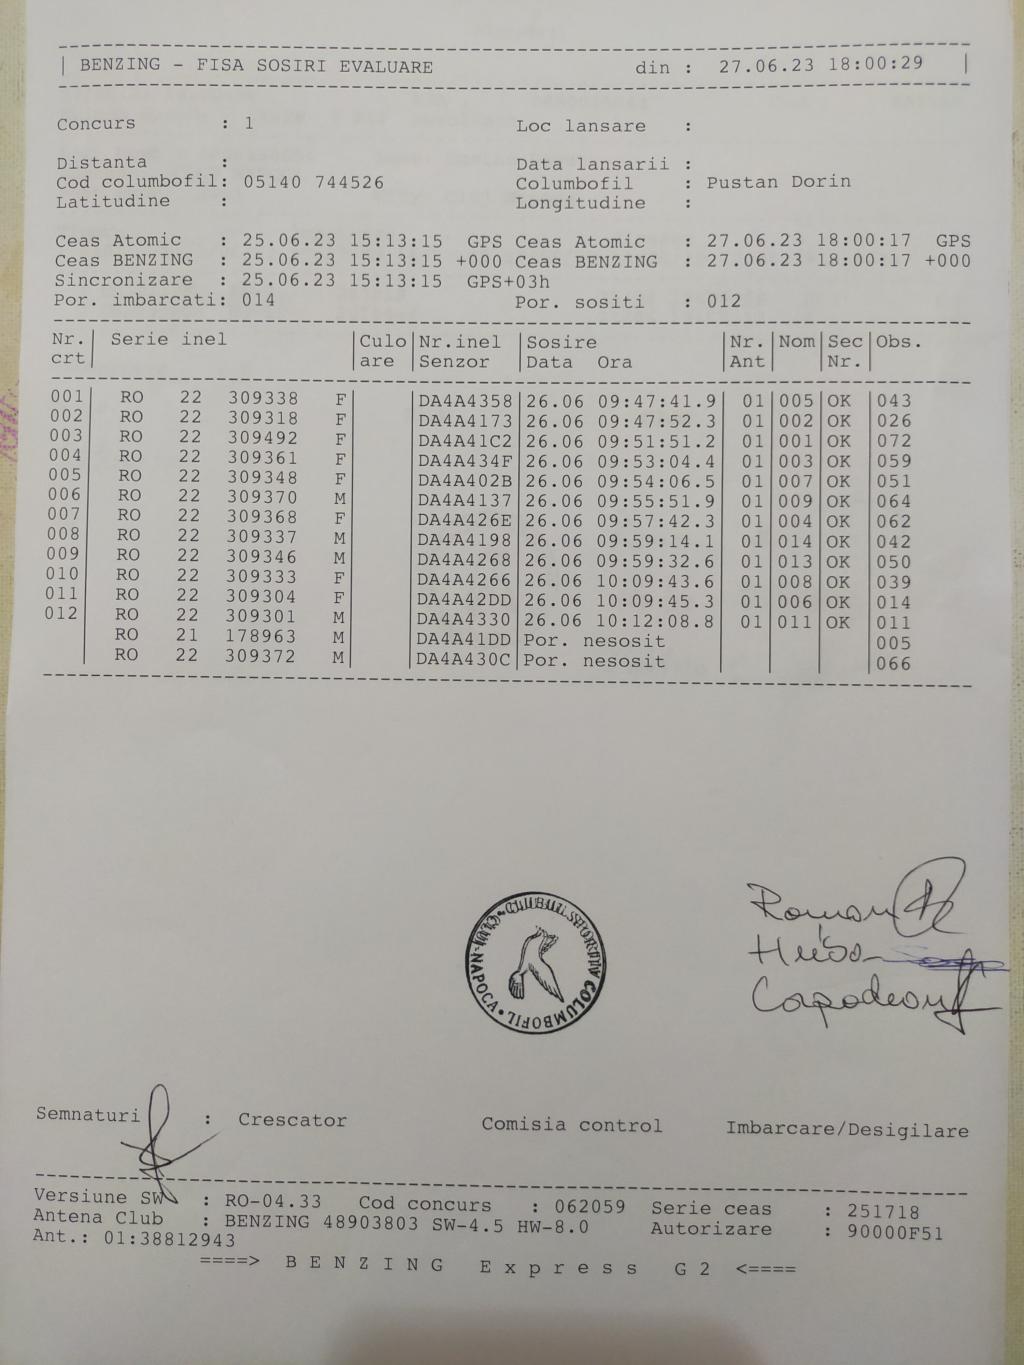 | BENZING - FISA SOSIRI EVALUARE din : 27.06.23 18:00:29 |
Concurs : 1 Loc lansare :
Distanta : Data lansarii :
Cod columbofil: 05140 744526 Columbofil : Pustan Dorin
Latitudine : Longitudine :
Ceas Atomic : 25.06.23 15:13:15 GPS Ceas Atomic : 27.06.23 18:00:17 GPS
Ceas BENZING : 25.06.23 15:13:15 +000 Ceas BENZING : 27.06.23 18:00:17 +000
Sincronizare : 25.06.23 15:13:15 GPS+03h
Por. imbarcati: 014 Por. sositi : 012
Nr.| Serie inel |Culo|Nr.inel |Sosire |Nr.|Nom|Sec|Obs.
crt| |are |Senzor |Data Ora |Ant| |Nr.|
001 RO 22 309338 F DA4A4358 26.06 09:47:41.9 01 005 OK 043
002 RO 22 309318 F DA4A4173 26.06 09:47:52.3 01 002 OK 026
003 RO 22 309492 F DA4A41C2 26.06 09:51:51.2 01 001 OK 072
004 RO 22 309361 F DA4A434F 26.06 09:53:04.4 01 003 OK 059
005 RO 22 309348 F DA4A402B 26.06 09:54:06.5 01 007 OK 051
006 RO 22 309370 M DA4A4137 26.06 09:55:51.9 01 009 OK 064
007 RO 22 309368 F DA4A426E 26.06 09:57:42.3 01 004 OK 062
008 RO 22 309337 M DA4A4198 26.06 09:59:14.1 01 014 OK 042
009 RO 22 309346 M DA4A4268 26.06 09:59:32.6 01 013 OK 050
010 RO 22 309333 F DA4A4266 26.06 10:09:43.6 01 008 OK 039
011 RO 22 309304 F DA4A42DD 26.06 10:09:45.3 01 006 OK 014
012 RO 22 309301 M DA4A4330 26.06 10:12:08.8 01 011 OK 011
RO 21 178963 M DA4A41DD Por. nesosit 005
RO 22 309372 M DA4A430C Por. nesosit 066
CLUBUL SPORTIV COLUMBOFIL
NAPOCA
Roman
Semnaturi : Crescator Comisia control Imbarcare/Desigilare
Versiune SW : RO-04.33 Cod concurs : 062059 Serie ceas : 251718
Antena Club : BENZING 48903803 SW-4.5 HW-8.0 Autorizare : 90000F51
Ant.: 01:38812943
====> B E N Z I N G E x p r e s s G 2 <====